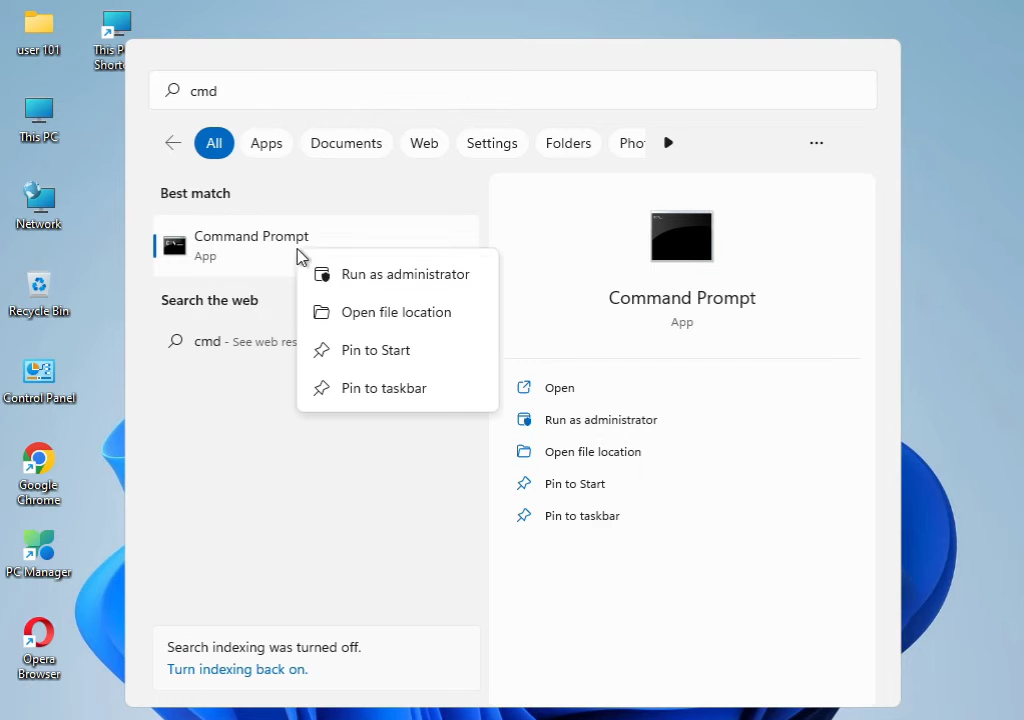 user 101
This P
Shorto
This PC
Network
Recycle Bin
Control Panel
Google
Chrome
PC Manager
Opera
Browser
cmd
All
Apps
Documents
Web
Settings
Folders
Pho
...
Best match
Command Prompt
App
Search the web
cmd - See web res
Run as administrator
Open file location
Pin to Start
Pin to taskbar
Command Prompt
App
Open
Run as administrator
Open file location
Pin to Start
Pin to taskbar
Search indexing was turned off.
Turn indexing back on.